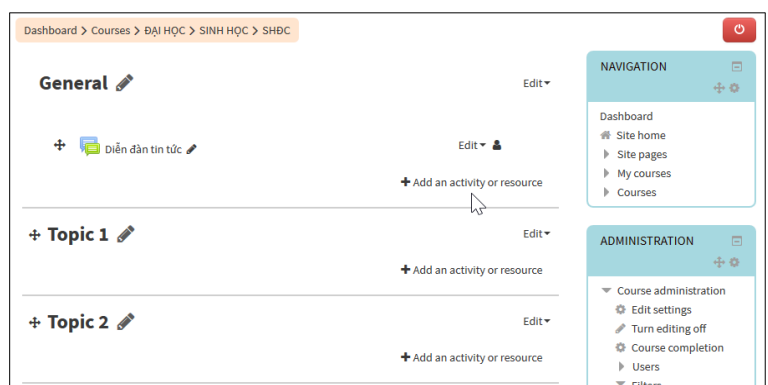 Dashboard > Courses > ĐẠI HỌC > SINH HỌC > SHĐC
General
Edit
Diễn đàn tin tức
Edit
Add an activity or resource
Topic 1
Edit
Add an activity or resource
Topic 2
Edit
Add an activity or resource
NAVIGATION
Dashboard
Site home
Site pages
My courses
Courses
ADMINISTRATION
Course administration
Edit settings
Turn editing off
Course completion
Users
Filters